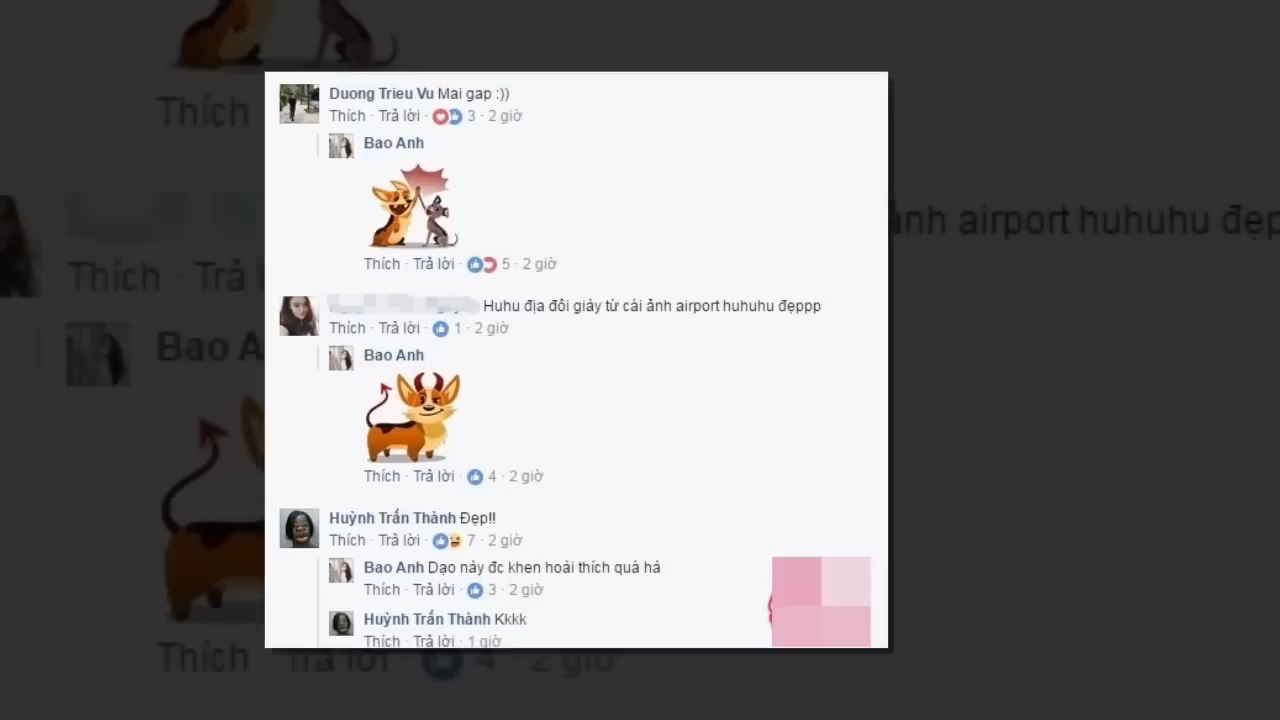 Duong Trieu Vu Mai gap :))
Thích · Trả lời · 3 · 2 giờ
Bao Anh
Thích · Trả lời · 5 · 2 giờ
Huhu địa đôi giày từ cái ảnh airport huhuhu đẹppp
Thích · Trả lời · 1 · 2 giờ
Bao Anh
Thích · Trả lời · 4 · 2 giờ
Huỳnh Trấn Thành Đẹp!!
Thích · Trả lời · 7 · 2 giờ
Bao Anh Dạo này đc khen hoài thích quá hà
Thích · Trả lời · 3 · 2 giờ
Huỳnh Trấn Thành Kkkk
Thích · Trả lời · 1 giờ
Thích
ảnh airport huhuhu đẹp
Thích · Trả l
Bao A
Thích · Trả lời · 4 · 2 giờ